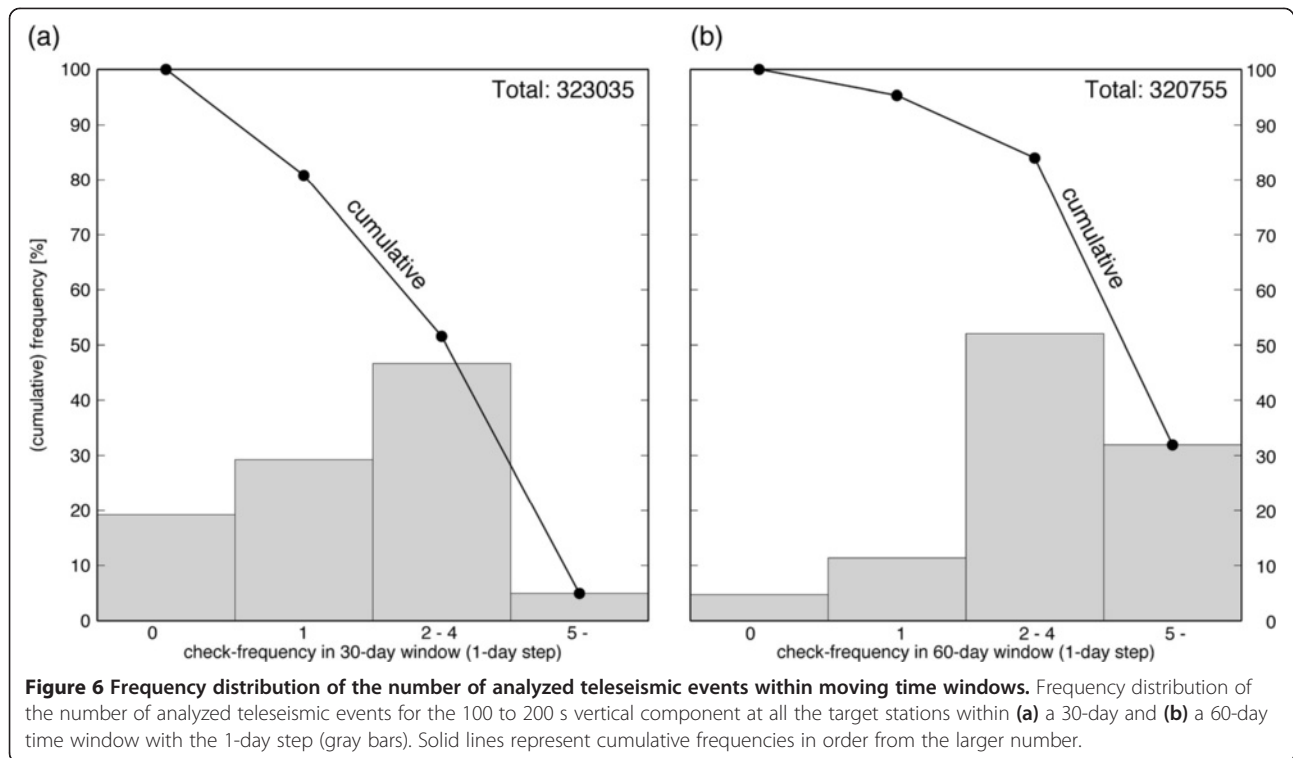 (a)
(b)
100
90
80
70
60
50
40
30
20
10
0
(cumulative) frequency [%]
Total: 323035
cumulative
0 1 2 - 4 5 -
check-frequency in 30-day window (1-day step)
Total: 320755
cumulative
100
90
80
70
60
50
40
30
20
10
0
0 1 2 - 4 5 -
check-frequency in 60-day window (1-day step)
Figure 6 Frequency distribution of the number of analyzed teleseismic events within moving time windows. Frequency distribution of
the number of analyzed teleseismic events for the 100 to 200 s vertical component at all the target stations within (a) a 30-day and (b) a 60-day
time window with the 1-day step (gray bars). Solid lines represent cumulative frequencies in order from the larger number.